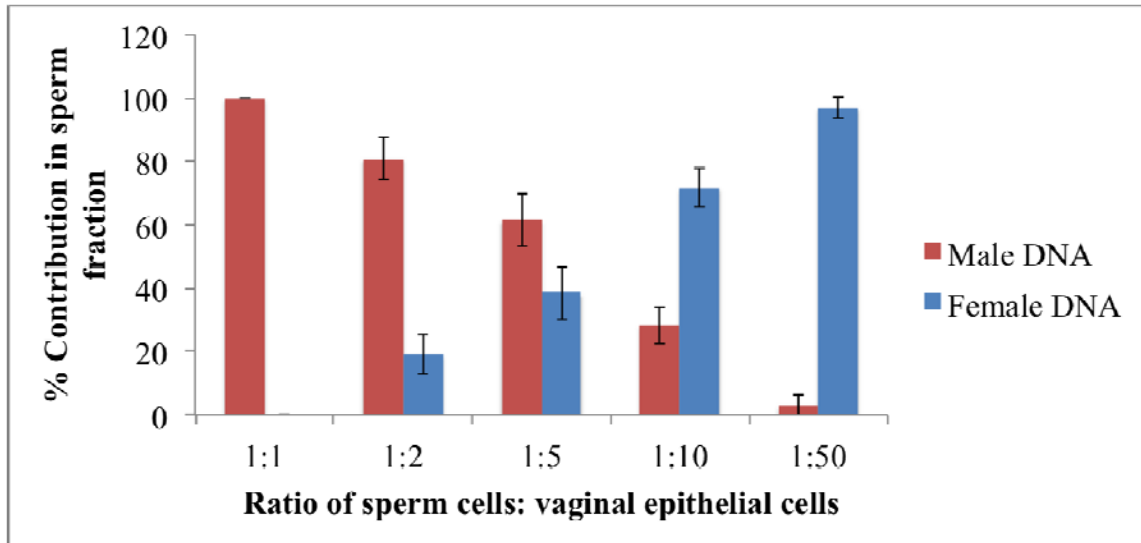 % Contribution in sperm
fraction
120
100
80
60
40
20
0
1:1 1:2 1:5 1:10 1:50
Ratio of sperm cells: vaginal epithelial cells
Male DNA
Female DNA